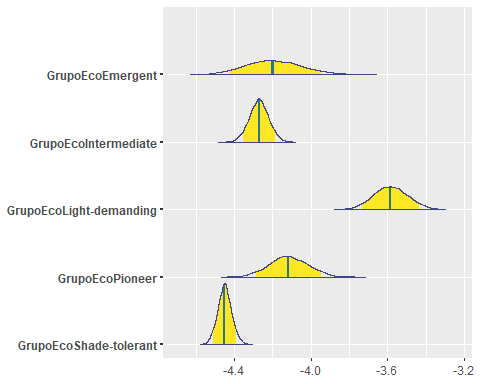 GrupoEcoEmergent
GrupoEcoIntermediate
GrupoEcoLight-demanding
GrupoEcoPioneer
GrupoEcoShade-tolerant
-4.4 -4.0 -3.6 -3.2